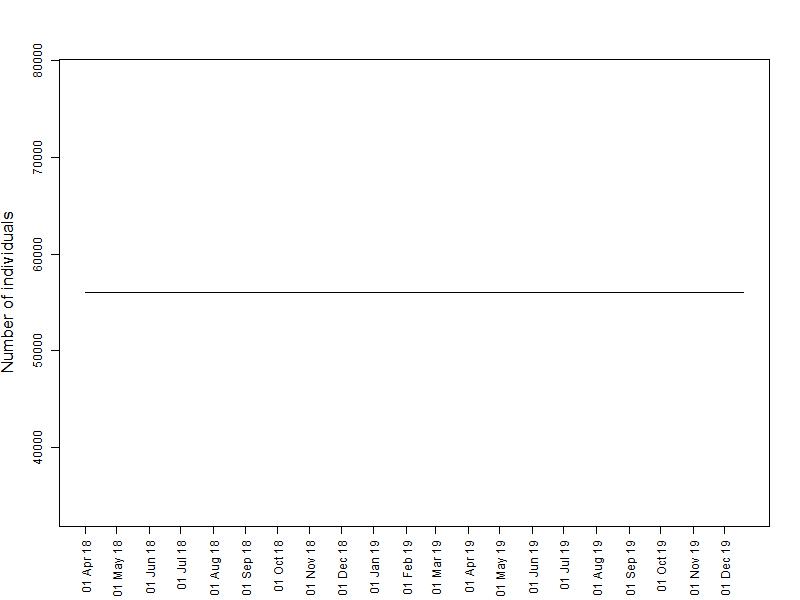 Number of individuals
80000
70000
60000
50000
40000
01 Apr 18
01 May 18
01 Jun 18
01 Jul 18
01 Aug 18
01 Sep 18
01 Oct 18
01 Nov 18
01 Dec 18
01 Jan 19
01 Feb 19
01 Mar 19
01 Apr 19
01 May 19
01 Jun 19
01 Jul 19
01 Aug 19
01 Sep 19
01 Oct 19
01 Nov 19
01 Dec 19